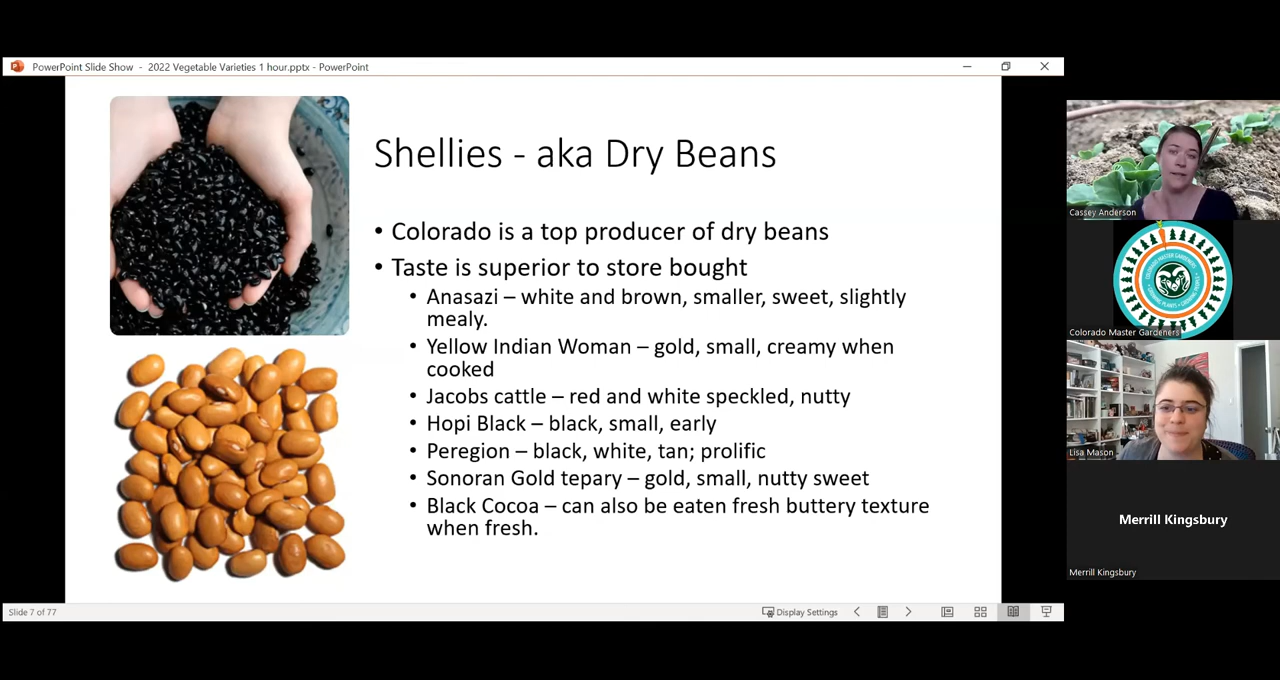 PowerPoint Slide Show - 2022 Vegetable Varieties 1 hour.pptx - PowerPoint
Shellies - aka Dry Beans
• Colorado is a top producer of dry beans
• Taste is superior to store bought
• Anasazi – white and brown, smaller, sweet, slightly
mealy.
• Yellow Indian Woman – gold, small, creamy when
cooked
• Jacobs cattle – red and white speckled, nutty
• Hopi Black – black, small, early
• Peregion – black, white, tan; prolific
• Sonoran Gold tepary – gold, small, nutty sweet
• Black Cocoa – can also be eaten fresh buttery texture
when fresh.
Slide 7 of 77
Display Settings
Cassey Anderson
Colorado Master Gardeners
Lisa Mason
Merrill Kingsbury
Merrill Kingsbury